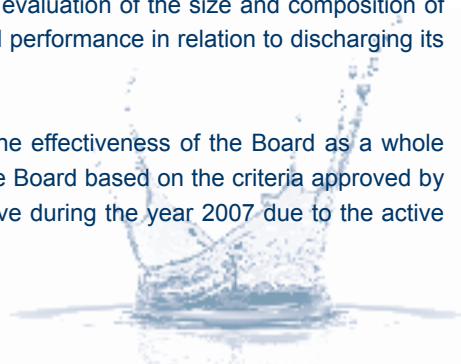 evaluation of the size and composition of
performance in relation to discharging its
he effectiveness of the Board as a whole
e Board based on the criteria approved by
ve during the year 2007 due to the active